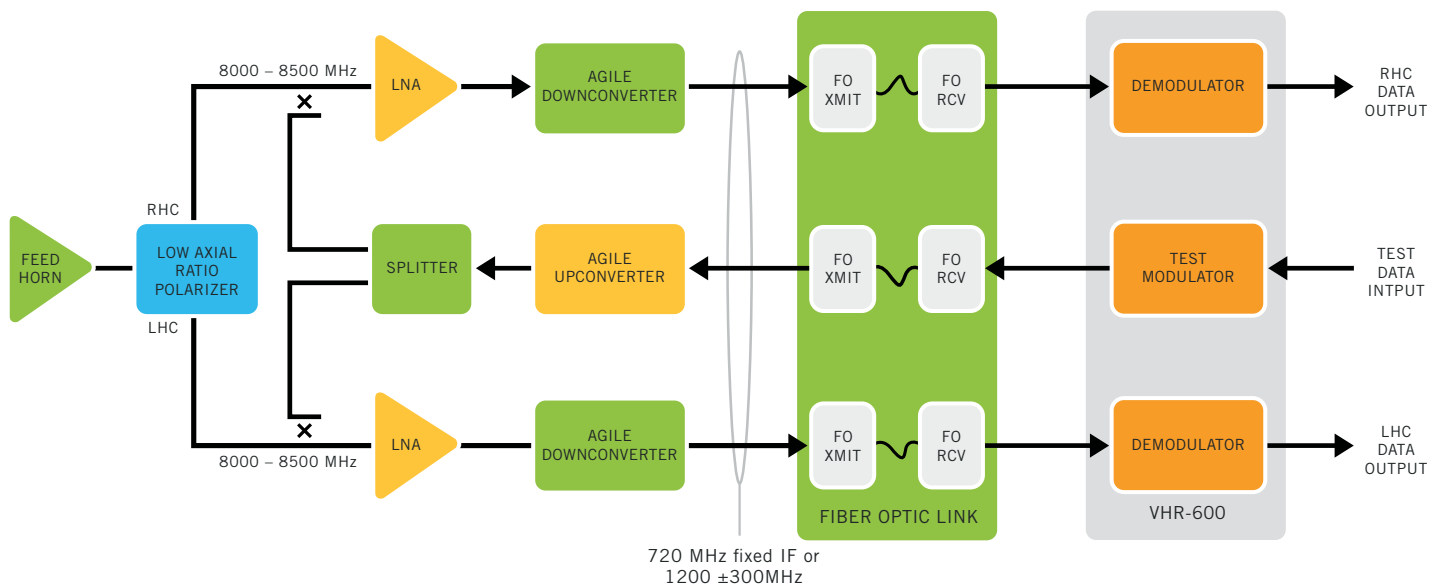 8000 – 8500 MHz
LNA
AGILE
DOWNCONVERTER
FO
XMIT
FO
RCV
DEMODULATOR
RHC
DATA
OUTPUT
RHC
FEED
HORN
LOW AXIAL
RATIO
POLARIZER
LHC
SPLITTER
AGILE
UPCONVERTER
FO
XMIT
FO
RCV
TEST
MODULATOR
TEST
DATA
INTPUT
8000 – 8500 MHz
LNA
AGILE
DOWNCONVERTER
FO
XMIT
FO
RCV
DEMODULATOR
LHC
DATA
OUTPUT
FIBER OPTIC LINK
VHR-600
720 MHz fixed IF or
1200 ±300MHz